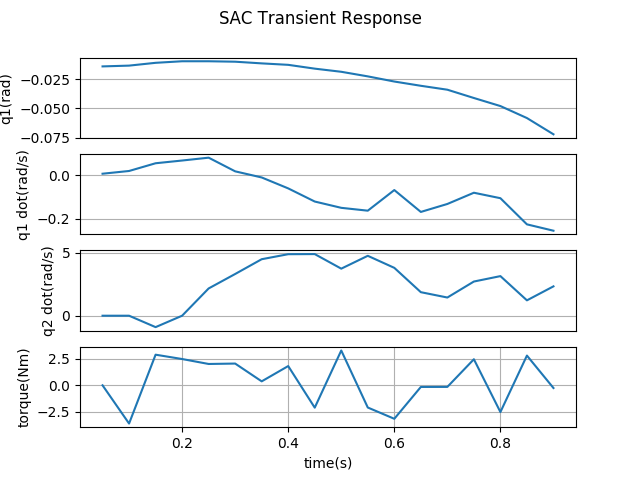 SAC Transient Response
q1(rad)
−0.025
−0.050
−0.075
q1 dot(rad/s)
0.0
−0.2
q2 dot(rad/s)
5
0
torque(Nm)
2.5
0.0
−2.5
0.2 0.4 0.6 0.8
time(s)